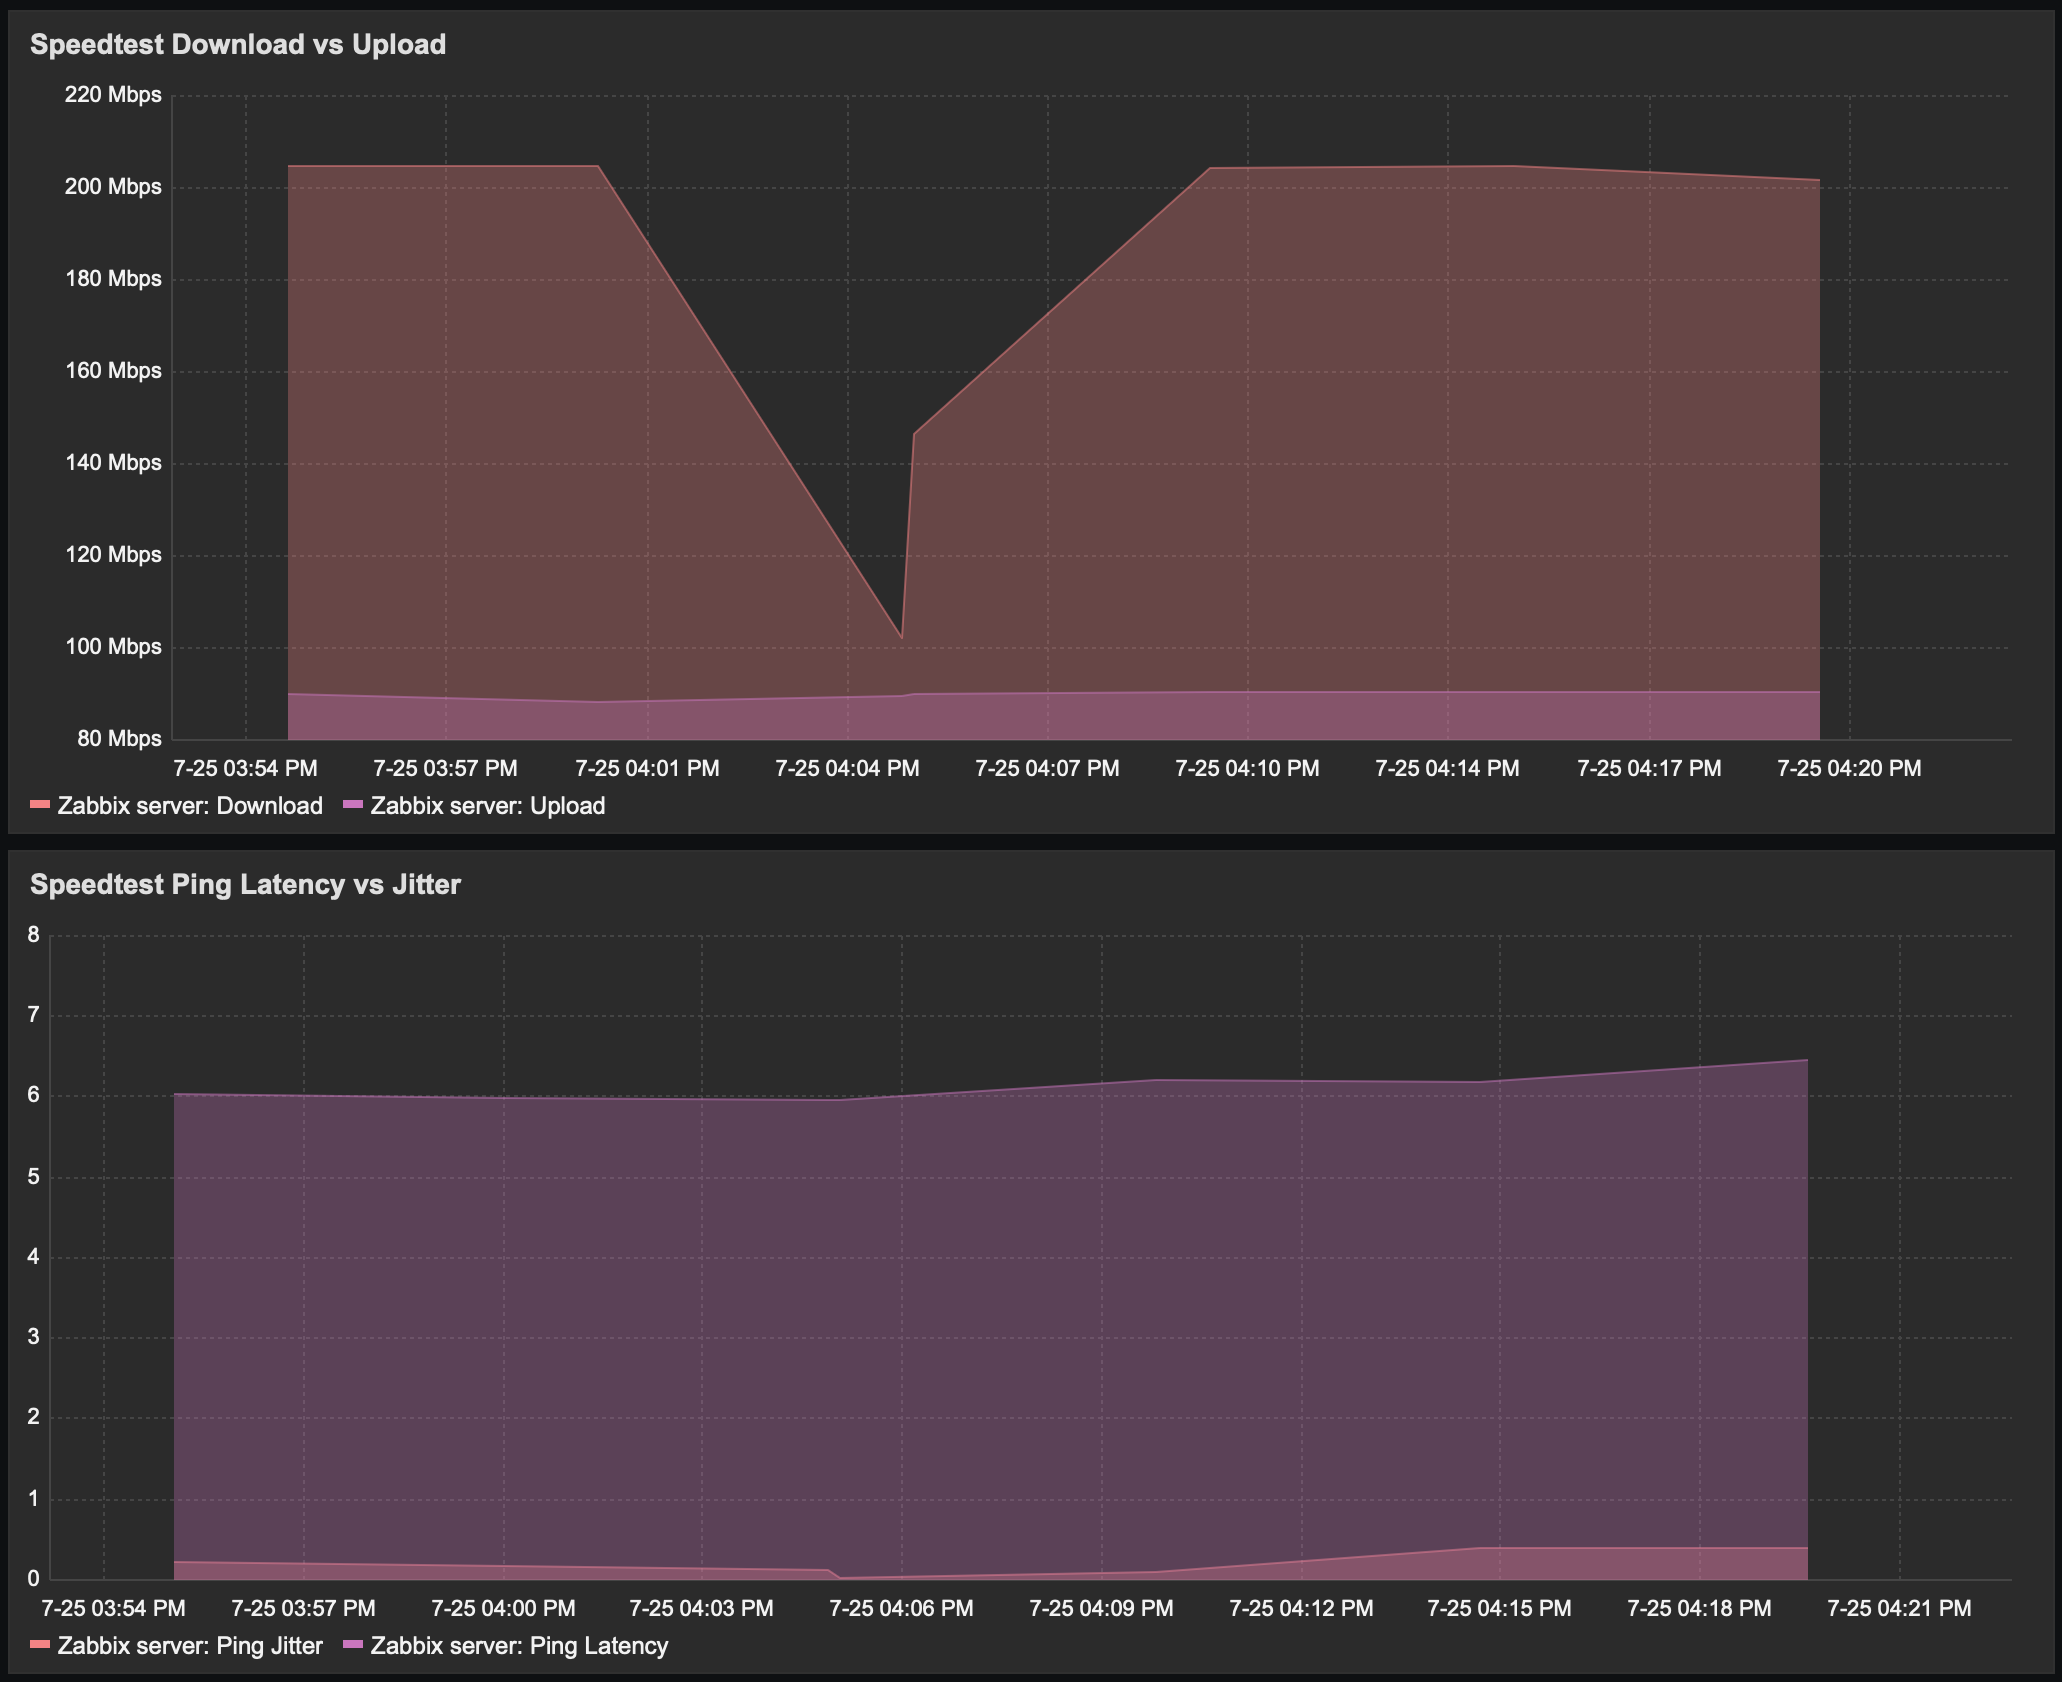 Speedtest Download vs Upload
220 Mbps
200 Mbps
180 Mbps
160 Mbps
140 Mbps
120 Mbps
100 Mbps
80 Mbps
7-25 03:54 PM 7-25 03:57 PM 7-25 04:01 PM 7-25 04:04 PM 7-25 04:07 PM 7-25 04:10 PM 7-25 04:14 PM 7-25 04:17 PM 7-25 04:20 PM
Zabbix server: Download Zabbix server: Upload
Speedtest Ping Latency vs Jitter
8
7
6
5
4
3
2
1
0
7-25 03:54 PM 7-25 03:57 PM 7-25 04:00 PM 7-25 04:03 PM 7-25 04:06 PM 7-25 04:09 PM 7-25 04:12 PM 7-25 04:15 PM 7-25 04:18 PM 7-25 04:21 PM
Zabbix server: Ping Jitter Zabbix server: Ping Latency